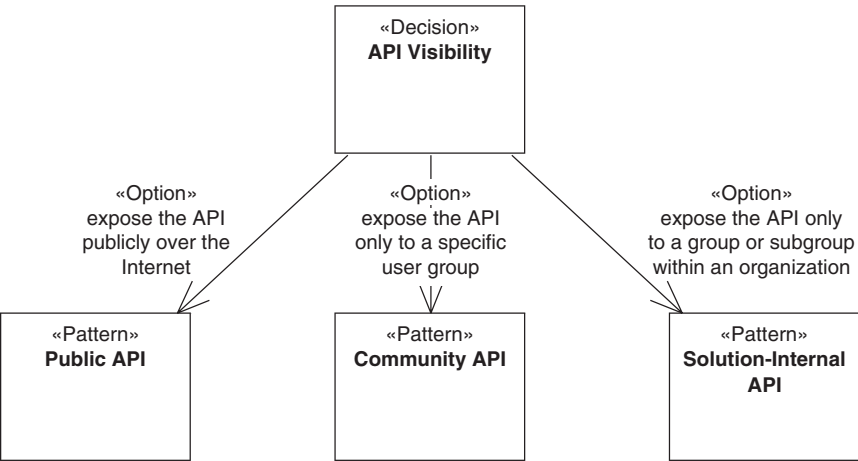 «Decision»
API Visibility
«Option»
expose the API
publicly over the
Internet
«Option»
expose the API
only to a specific
user group
«Option»
expose the API only
to a group or subgroup
within an organization
«Pattern»
Public API
«Pattern»
Community API
«Pattern»
Solution-Internal
API